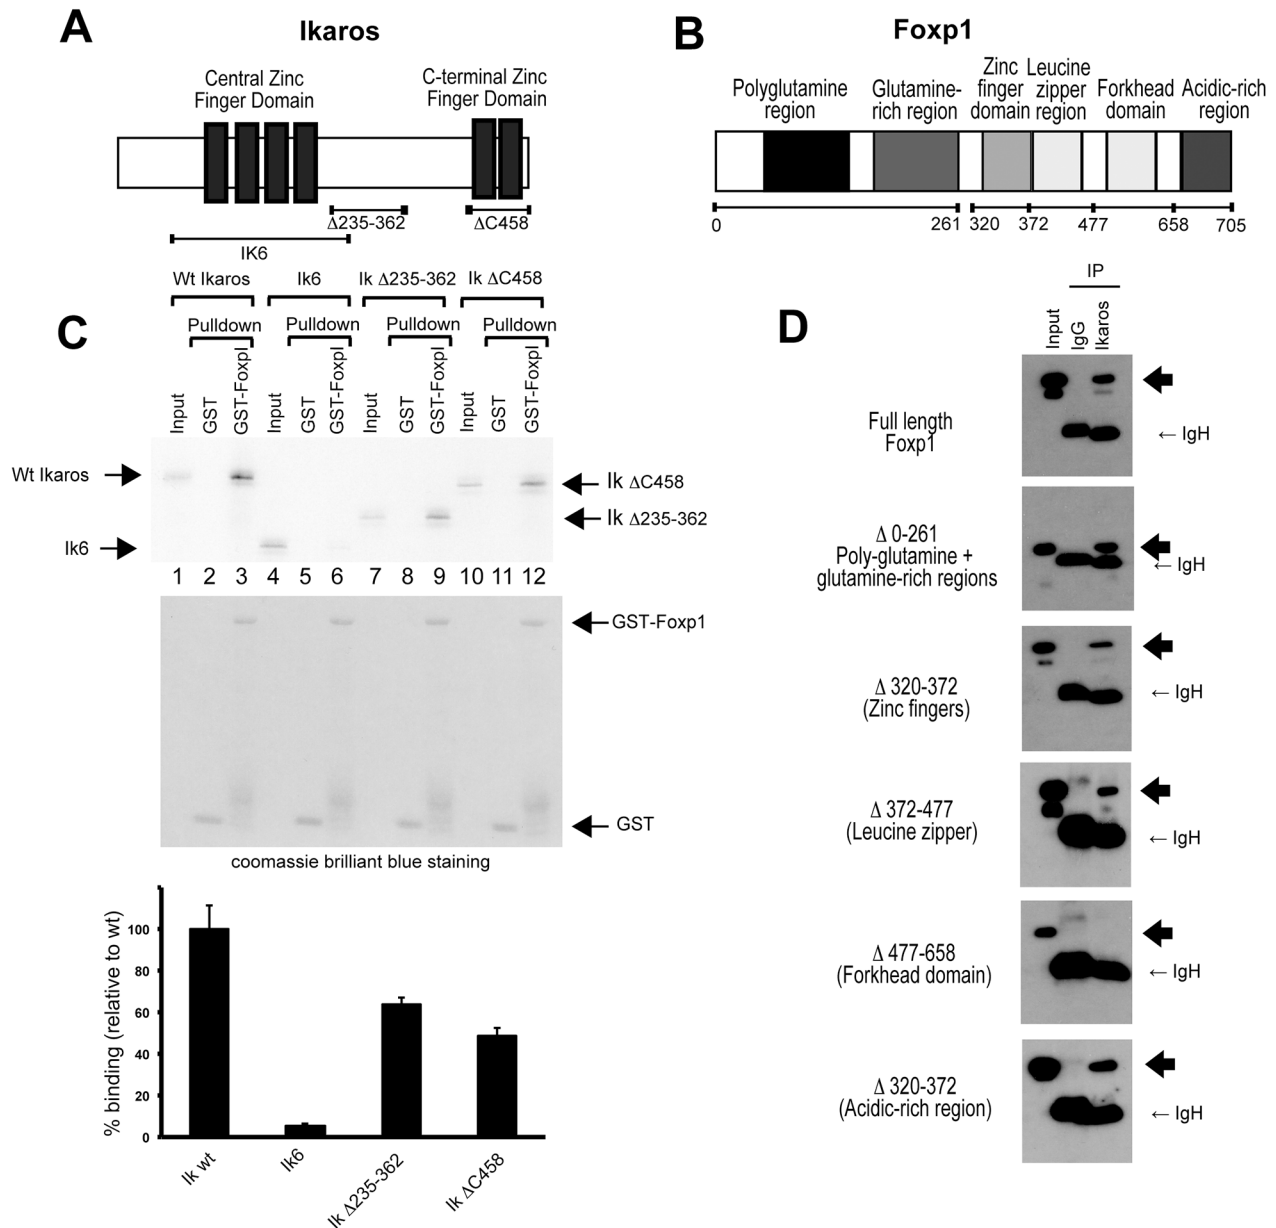 A
Ikaros
Central Zinc
Finger Domain
C-terminal Zinc
Finger Domain
Δ235-362
ΔC458
IK6
B
Foxp1
Polyglutamine
region
Glutamine-
rich region
Zinc
finger
domain
Leucine
zipper
region
Forkhead
domain
Acidic-rich
region
0
261
320
372
477
658
705
C
Wt Ikaros
Ik6
Ik Δ235-362
Ik ΔC458
Pulldown
Pulldown
Pulldown
Pulldown
Input
GST
GST-FoxpI
Input
GST
GST-FoxpI
Input
GST
GST-FoxpI
Input
GST
GST-FoxpI
Wt Ikaros
Ik6
Ik ΔC458
Ik Δ235-362
1 2 3 4 5 6 7 8 9 10 11 12
GST-Foxp1
GST
coomassie brilliant blue staining
% binding (relative to wt)
100
80
60
40
20
0
Ik wt
Ik6
Ik Δ235-362
Ik ΔC458
D
IP
Input
IgG
Ikaros
Full length
Foxp1
← IgH
Δ 0-261
Poly-glutamine +
glutamine-rich regions
← IgH
Δ 320-372
(Zinc fingers)
← IgH
Δ 372-477
(Leucine zipper)
← IgH
Δ 477-658
(Forkhead domain)
← IgH
Δ 320-372
(Acidic-rich region)
← IgH